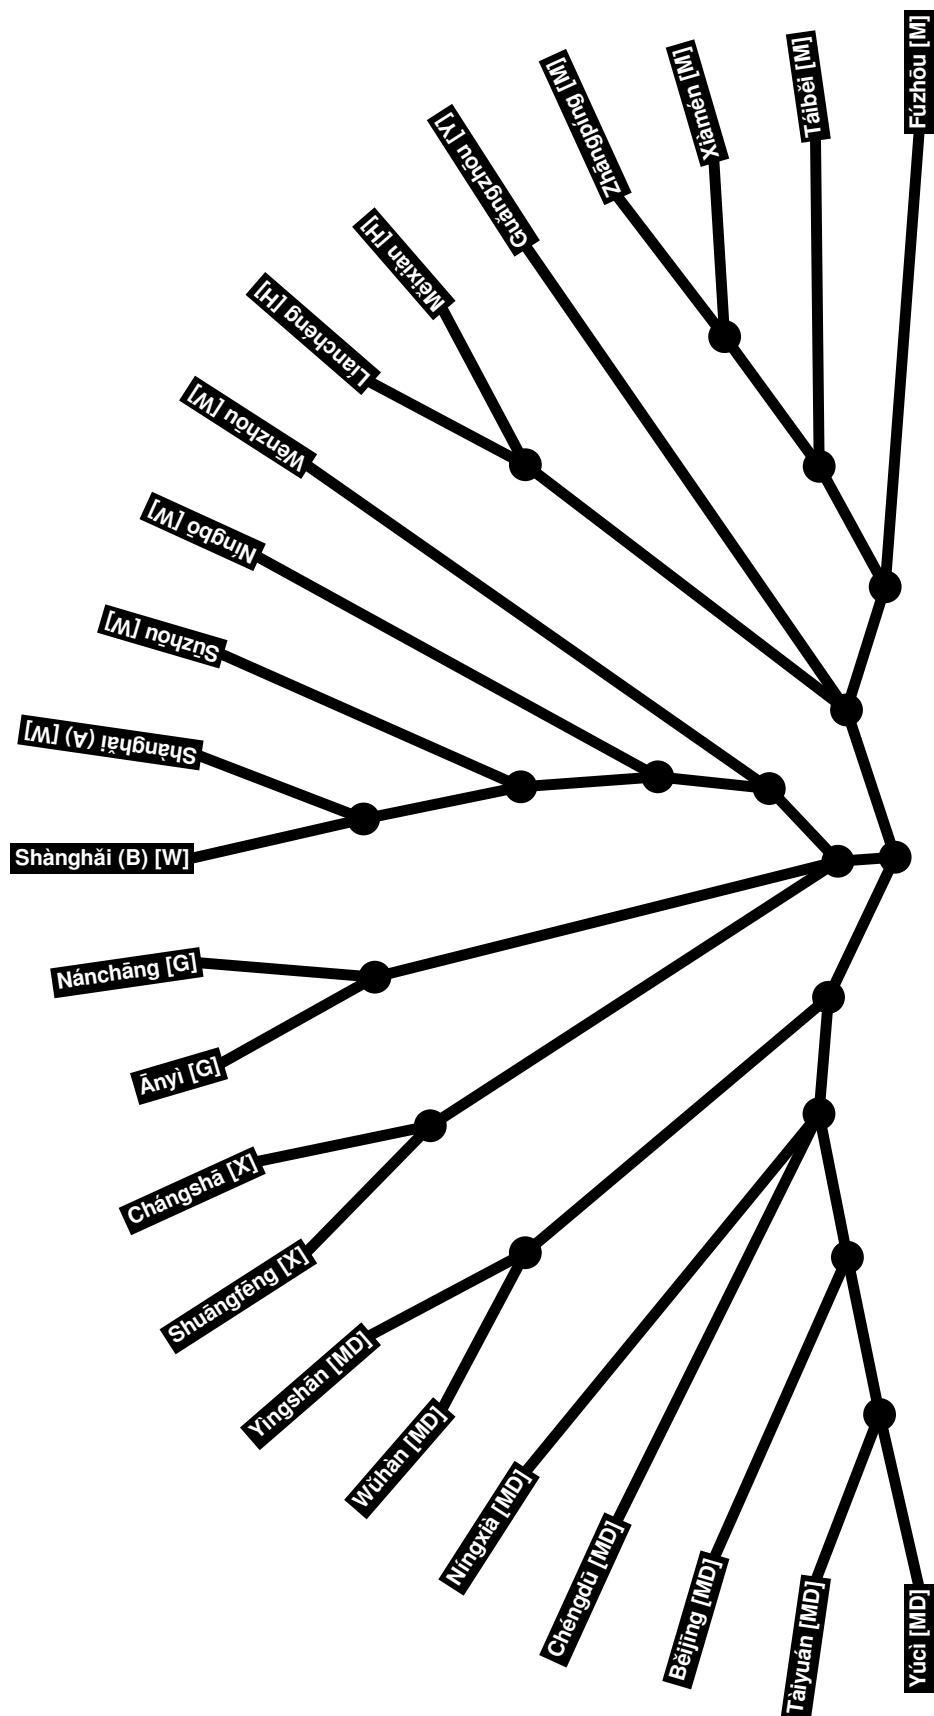 Fúzhōu [M]
Táiběi [M]
Xiàmén [M]
Zhāngpíng [M]
Guǎngzhōu [Y]
Měixiàn [H]
Liánchéng [H]
Wēnzhōu [W]
Níngbō [W]
Sūzhōu [W]
Shànghǎi (A) [W]
Shànghǎi (B) [W]
Nánchāng [G]
Ānyì [G]
Chángshā [X]
Shuāngfēng [X]
Yìngshān [MD]
Wǔhàn [MD]
Níngxià [MD]
Chéngdū [MD]
Běijīng [MD]
Tàiyuán [MD]
Yúcì [MD]